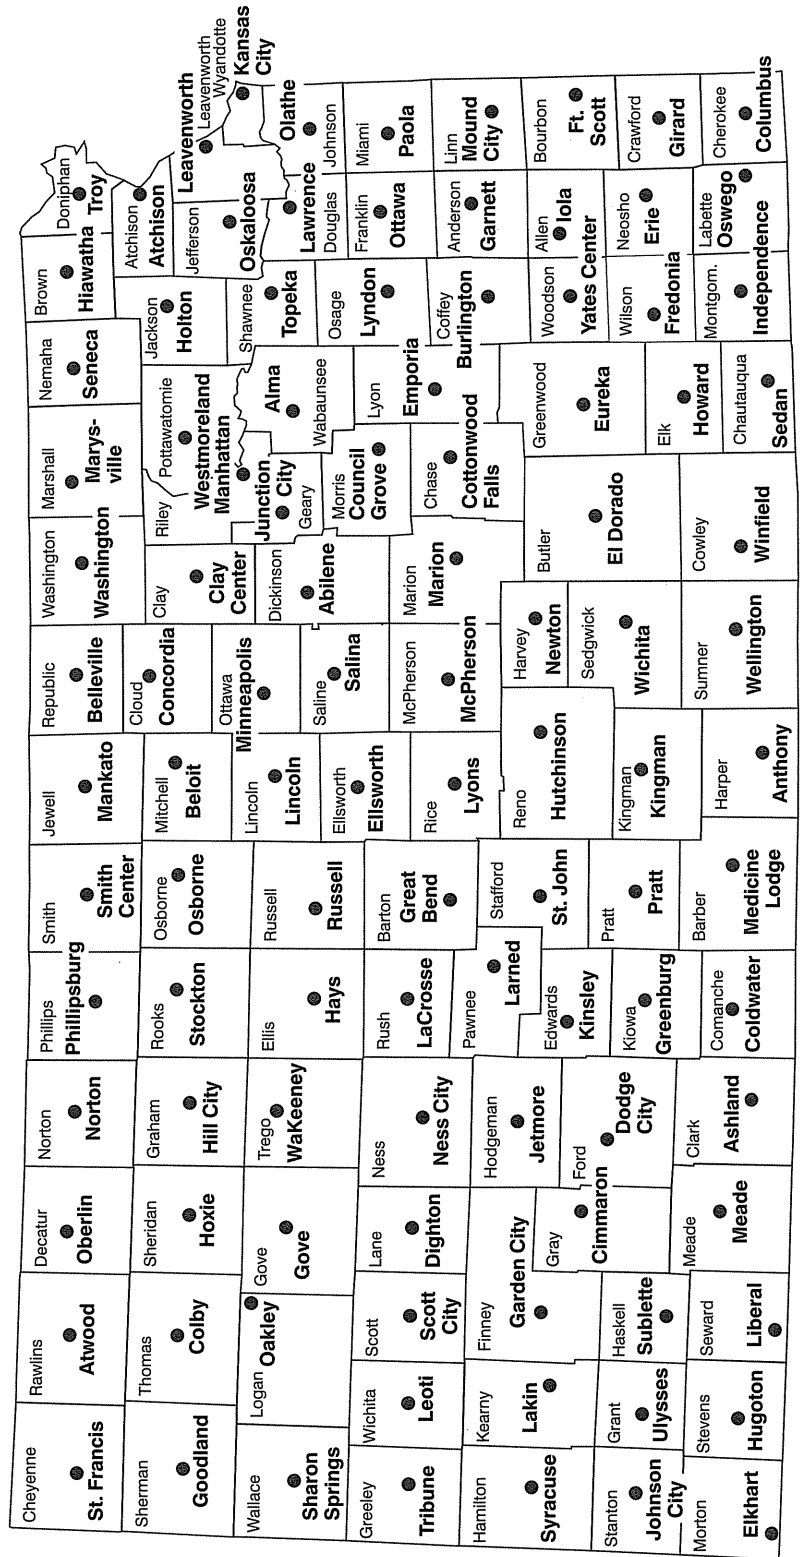 Cheyenne
St. Francis
Rawlins
Atwood
Decatur
Oberlin
Norton
Norton
Phillips
Phillipsburg
Smith
Smith
Center
Jewell
Mankato
Republic
Belleville
Washington
Washington
Marshall
Marys-
ville
Nemaha
Seneca
Brown
Hiawatha
Doniphan
Troy
Sherman
Goodland
Thomas
Colby
Sheridan
Hoxie
Graham
Hill City
Rooks
Stockton
Osborne
Osborne
Mitchell
Beloit
Cloud
Concordia
Clay
Clay
Center
Riley
Manhattan
Pottawatomie
Westmoreland
Jackson
Holton
Atchison
Atchison
Jefferson
Oskaloosa
Leavenworth
Leavenworth
Wyandotte
Kansas
City
Wallace
Sharon
Springs
Logan
Oakley
Gove
Gove
Trego
WaKeeney
Ellis
Hays
Russell
Russell
Lincoln
Lincoln
Ottawa
Minneapolis
Ellsworth
Ellsworth
Saline
Salina
Dickinson
Abilene
Geary
Junction
City
Wabaunsee
Alma
Shawnee
Topeka
Douglas
Lawrence
Johnson
Olathe
Greeley
Tribune
Wichita
Leoti
Scott
Scott
City
Lane
Dighton
Ness
Ness City
Rush
LaCrosse
Barton
Great
Bend
Rice
Lyons
McPherson
McPherson
Marion
Marion
Morris
Council
Grove
Chase
Cottonwood
Falls
Lyon
Emporia
Osage
Lyndon
Franklin
Ottawa
Miami
Paola
Coffey
Burlington
Anderson
Garnett
Linn
Mound
City
Hamilton
Syracuse
Kearny
Lakin
Finney
Garden City
Hodgeman
Jetmore
Pawnee
Larned
Edwards
Kinsley
Stafford
St. John
Reno
Hutchinson
Harvey
Newton
Sedgwick
Wichita
Butler
El Dorado
Greenwood
Eureka
Woodson
Yates Center
Allen
Iola
Bourbon
Ft.
Scott
Stanton
Johnson
City
Grant
Ulysses
Haskell
Sublette
Gray
Cimmaron
Ford
Dodge
City
Kiowa
Greenburg
Pratt
Pratt
Kingman
Kingman
Wilson
Fredonia
Neosho
Erie
Crawford
Girard
Morton
Elkhart
Stevens
Hugoton
Seward
Liberal
Meade
Meade
Clark
Ashland
Comanche
Coldwater
Barber
Medicine
Lodge
Harper
Anthony
Sumner
Wellington
Cowley
Winfield
Elk
Howard
Chautauqua
Sedan
Montgom.
Independence
Labette
Oswego
Cherokee
Columbus